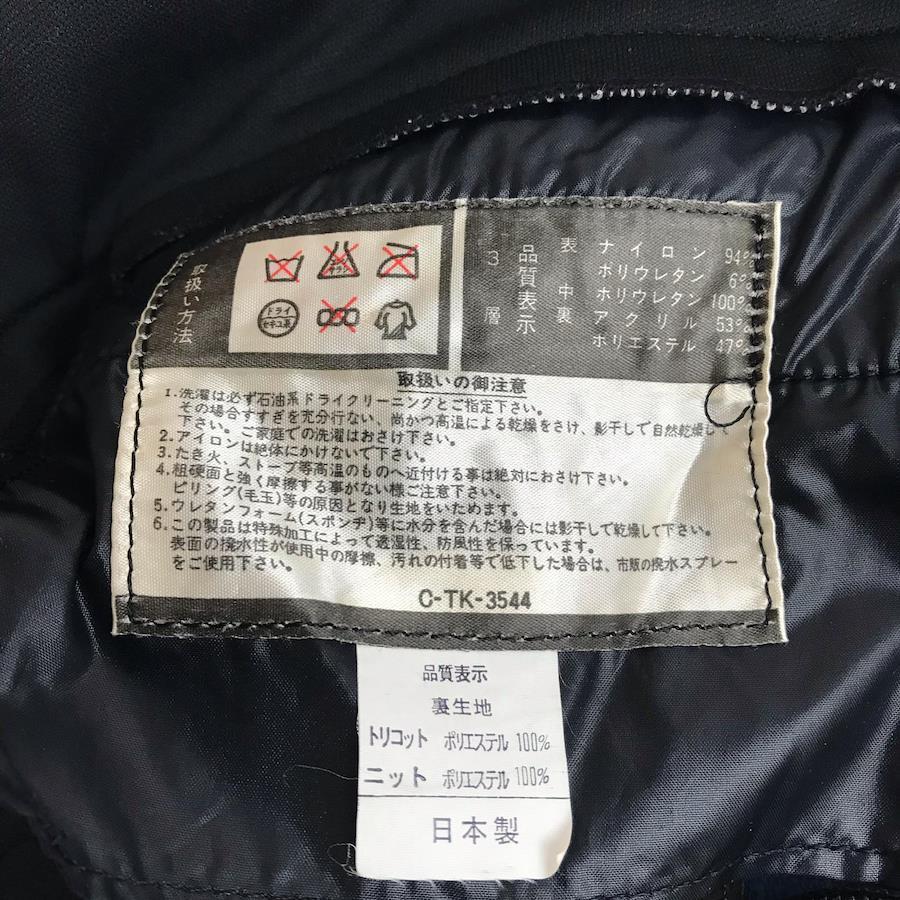 取扱い方法
エンソ
サラシ
ドライ
セキユ系
品質表示
3層
表 ナイロン 94%
ポリウレタン 6%
中 ポリウレタン 100%
裏 アクリル 53%
ポリエステル 47%
取扱いの御注意
1.洗濯は必ず石油系ドライクリーニングとご指定下さい。
その場合すすぎを充分行ない、尚かつ高温による乾燥をさけ、影干しで自然乾燥して
下さい。ご家庭での洗濯はおさけ下さい。
2.アイロンは絶体にかけないで下さい。
3.たき火、ストーブ等高温のものへ近付ける事は絶対におさけ下さい。
4.粗硬面と強く摩擦する事がない様ご注意下さい。
ピリング(毛玉)等の原因となり生地をいためます。
5.ウレタンフォーム(スポンヂ)等に水分を含んだ場合には影干しで乾燥して下さい。
6.この製品は特殊加工によって透湿性、防風性を保っています。
表面の撥水性が使用中の摩擦、汚れの付着等で低下した場合は、市販の撥水スプレー
をご使用下さい。
C-TK-3544
品質表示
裏生地
トリコット ポリエステル 100%
ニット ポリエステル 100%
日本製